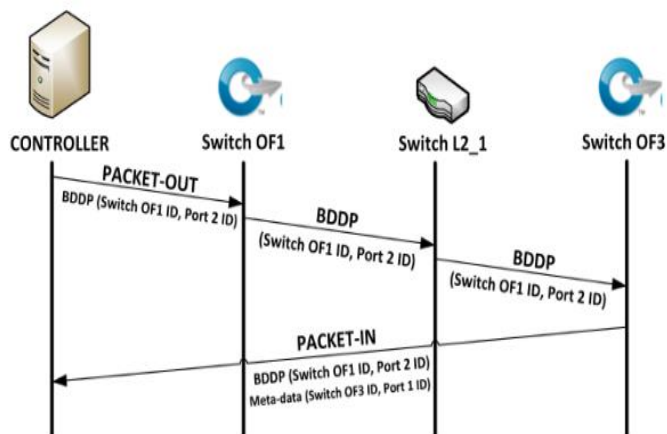 CONTROLLER
Switch OF1
Switch L2_1
Switch OF3
PACKET-OUT
BDDP (Switch OF1 ID, Port 2 ID)
BDDP
(Switch OF1 ID, Port 2 ID)
BDDP
(Switch OF1 ID, Port 2 ID)
PACKET-IN
BDDP (Switch OF1 ID, Port 2 ID)
Meta-data (Switch OF3 ID, Port 1 ID)